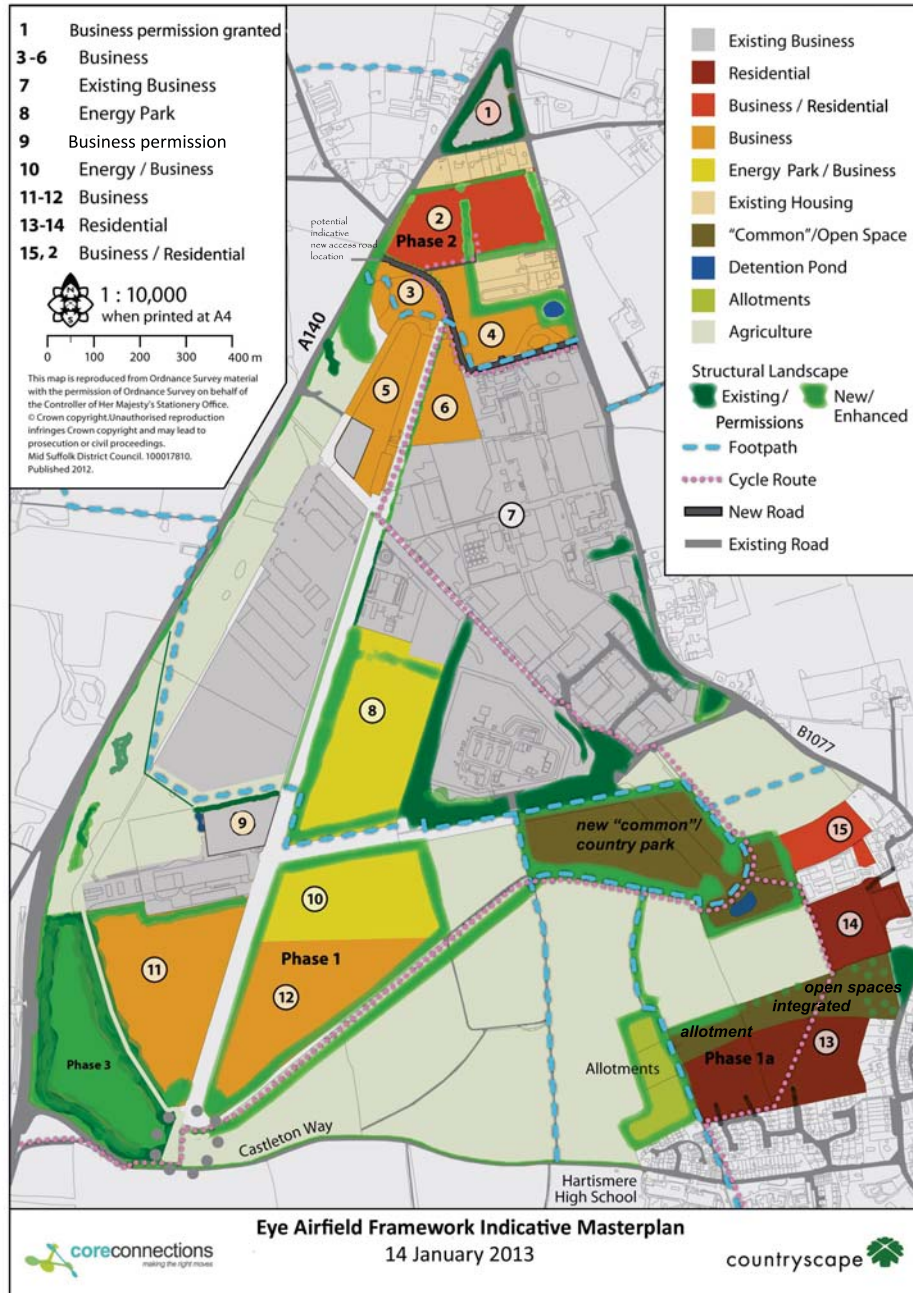 1 Business permission granted
3-6 Business
7 Existing Business
8 Energy Park
9 Business permission
10 Energy / Business
11-12 Business
13-14 Residential
15, 2 Business / Residential
N
S
1 : 10,000
when printed at A4
0 100 200 300 400 m
This map is reproduced from Ordnance Survey material
with the permission of Ordnance Survey on behalf of
the Controller of Her Majesty's Stationery Office.
© Crown copyright.Unauthorised reproduction
infringes Crown copyright and may lead to
prosecution or civil proceedings.
Mid Suffolk District Council. 100017810.
Published 2012.
Existing Business
Residential
Business / Residential
Business
Energy Park / Business
Existing Housing
"Common"/Open Space
Detention Pond
Allotments
Agriculture
Structural Landscape
Existing/
Permissions
New/
Enhanced
Footpath
Cycle Route
New Road
Existing Road
1
2
Phase 2
potential
indicative
new access road
location
A140
3
4
5
6
7
8
B1077
9
new "common"/
country park
15
10
14
Phase 1
11
12
open spaces
integrated
allotment
13
Phase 1a
Phase 3
Allotments
Castleton Way
Hartismere
High School
Eye Airfield Framework Indicative Masterplan
14 January 2013
coreconnections
making the right moves
countryscape